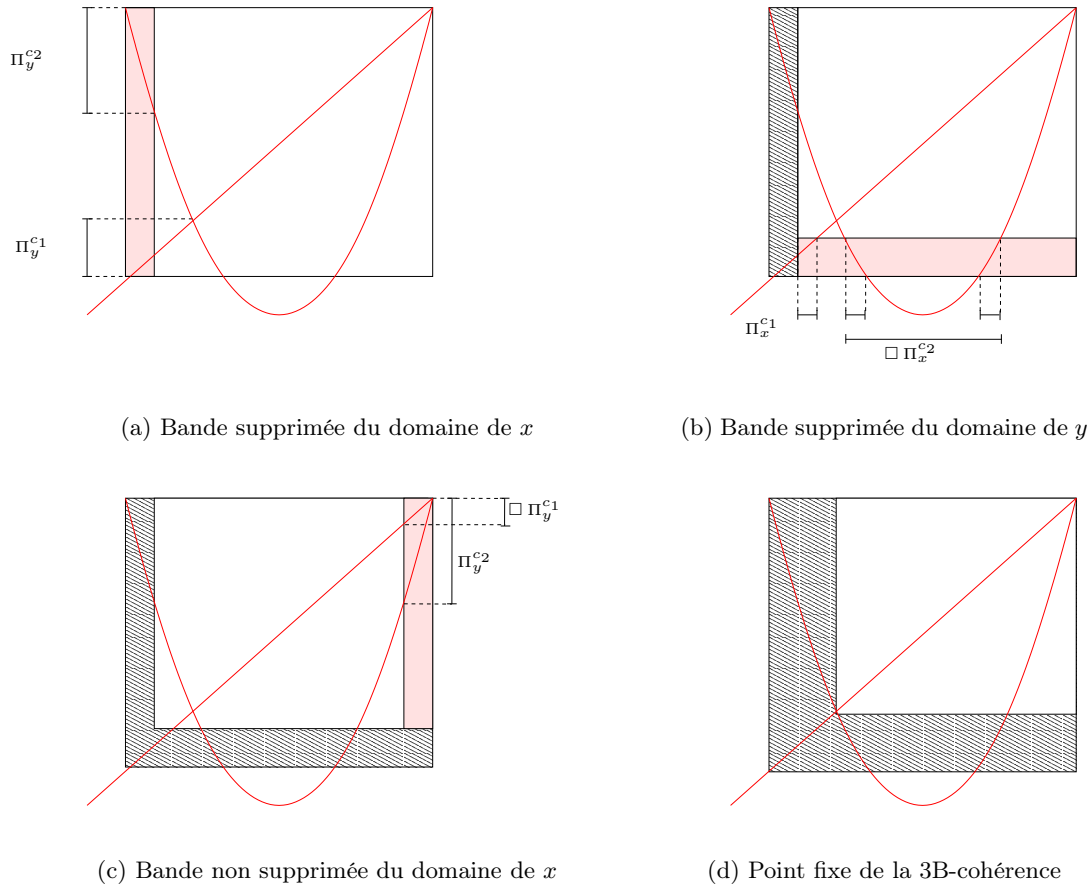 Π_y^{c2}
Π_y^{c1}
Π_x^{c1}
□ Π_x^{c2}
(a) Bande supprimée du domaine de x
(b) Bande supprimée du domaine de y
□ Π_y^{c1}
Π_y^{c2}
(c) Bande non supprimée du domaine de x
(d) Point fixe de la 3B-cohérence